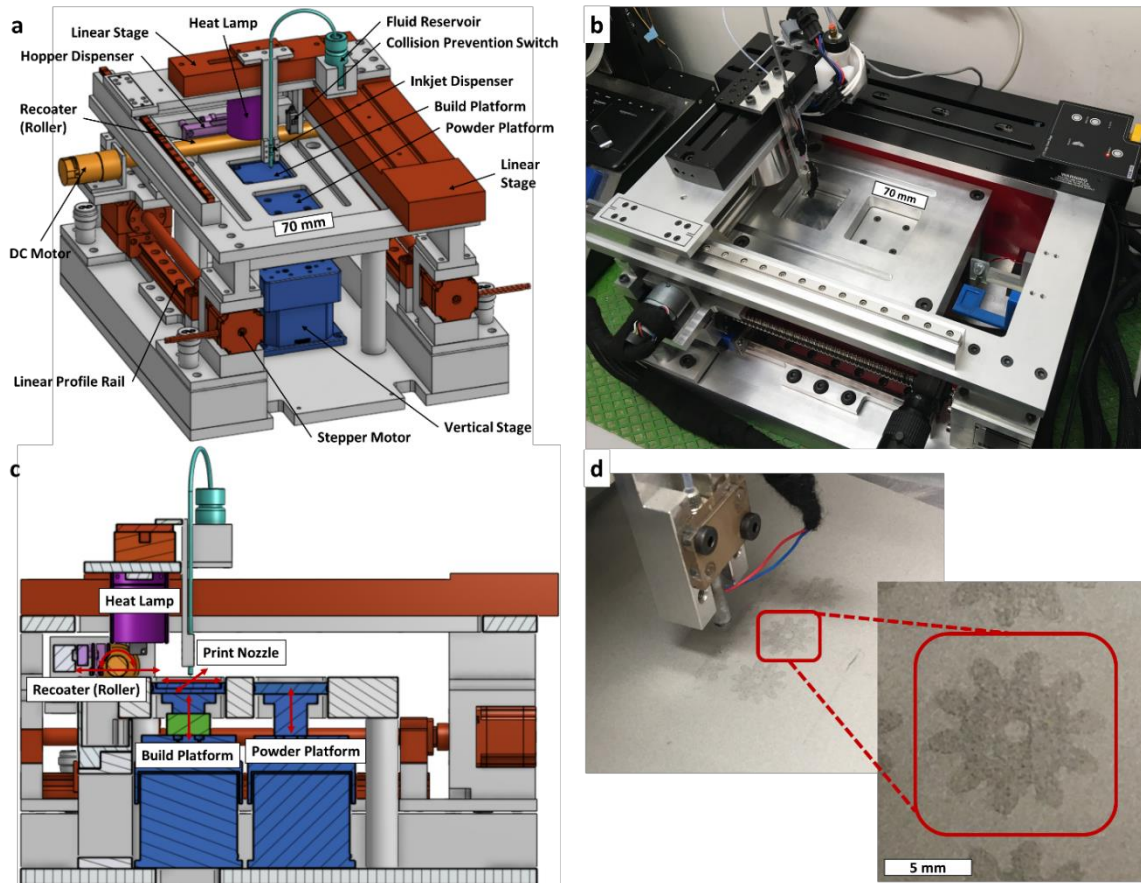 a
Linear Stage
Hopper Dispenser
Recoater
(Roller)
Heat Lamp
Fluid Reservoir
Collision Prevention Switch
Inkjet Dispenser
Build Platform
Powder Platform
Linear
Stage
70 mm
DC Motor
Linear Profile Rail
Stepper Motor
Vertical Stage
b
70 mm
c
Heat Lamp
Print Nozzle
Recoater (Roller)
Build Platform
Powder Platform
d
5 mm